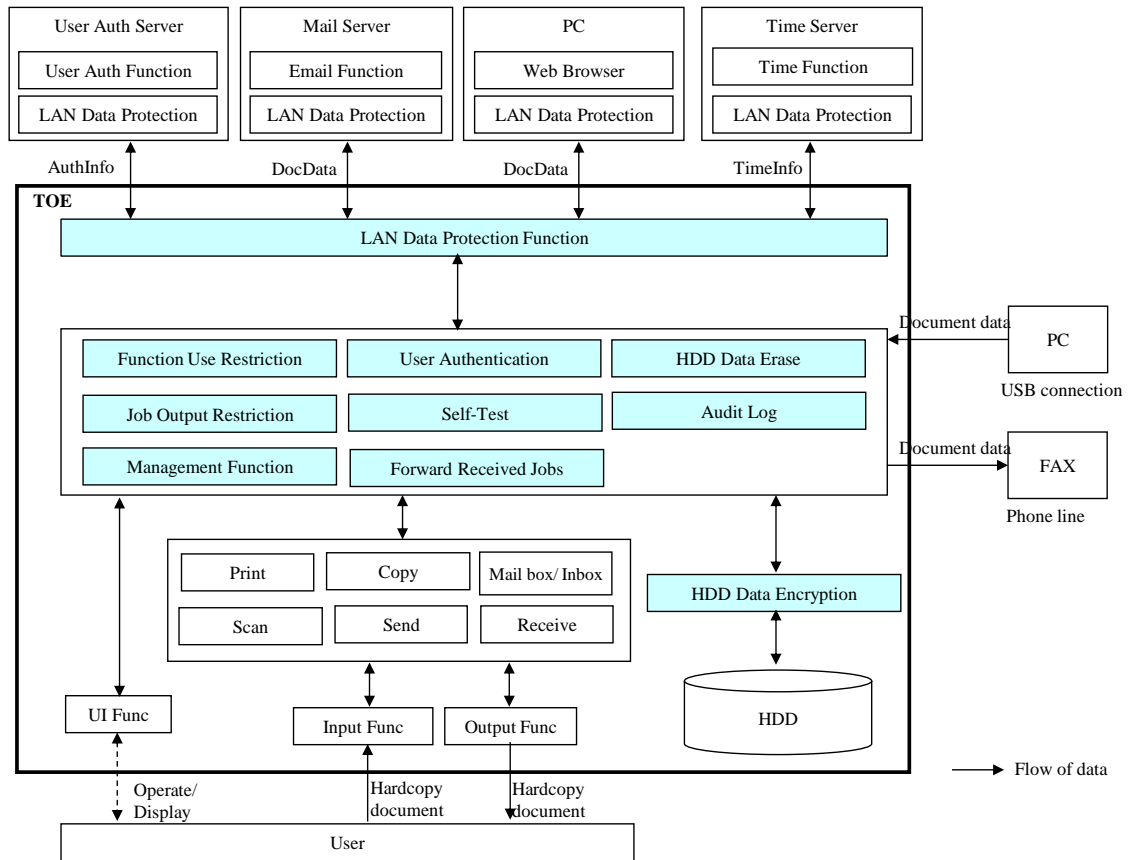 User Auth Server
Mail Server
PC
Time Server
User Auth Function
Email Function
Web Browser
Time Function
LAN Data Protection
LAN Data Protection
LAN Data Protection
LAN Data Protection
AuthInfo
DocData
DocData
TimeInfo
TOE
LAN Data Protection Function
Function Use Restriction
User Authentication
HDD Data Erase
Job Output Restriction
Self-Test
Audit Log
Management Function
Forward Received Jobs
Document data
PC
USB connection
Document data
FAX
Phone line
Print
Copy
Mail box/ Inbox
Scan
Send
Receive
HDD Data Encryption
HDD
UI Func
Input Func
Output Func
Flow of data
Operate/
Display
Hardcopy
document
Hardcopy
document
User